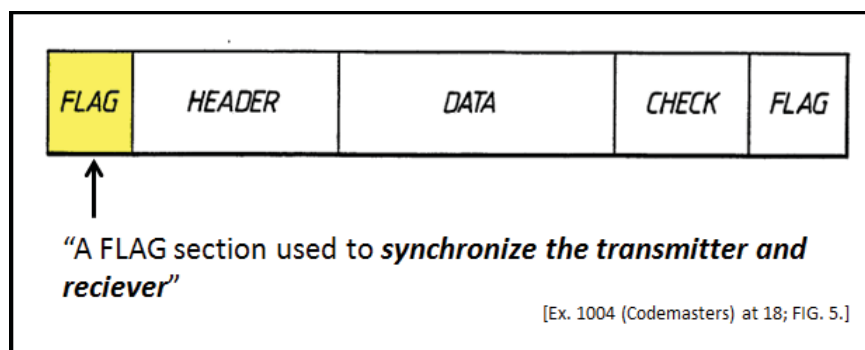 FLAG HEADER DATA CHECK FLAG
“A FLAG section used to synchronize the transmitter and
reciever”
[Ex. 1004 (Codemasters) at 18; FIG. 5.]